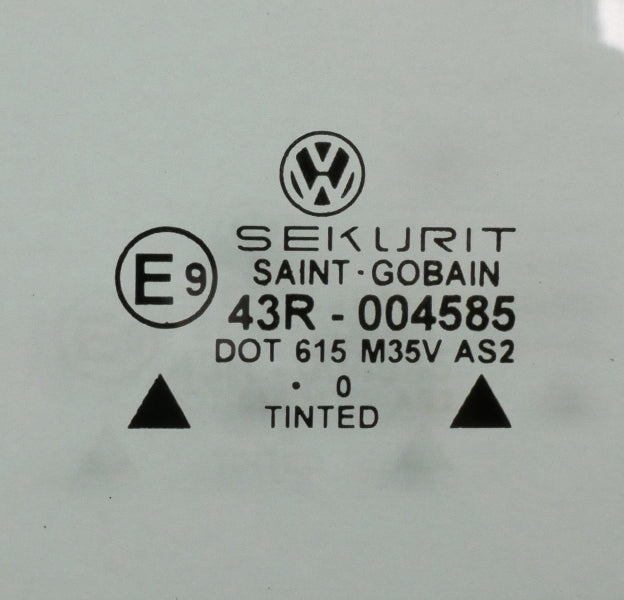 SEKURIT
SAINT·GOBAIN
E9
43R - 004585
DOT 615 M35V AS2
· 0
TINTED